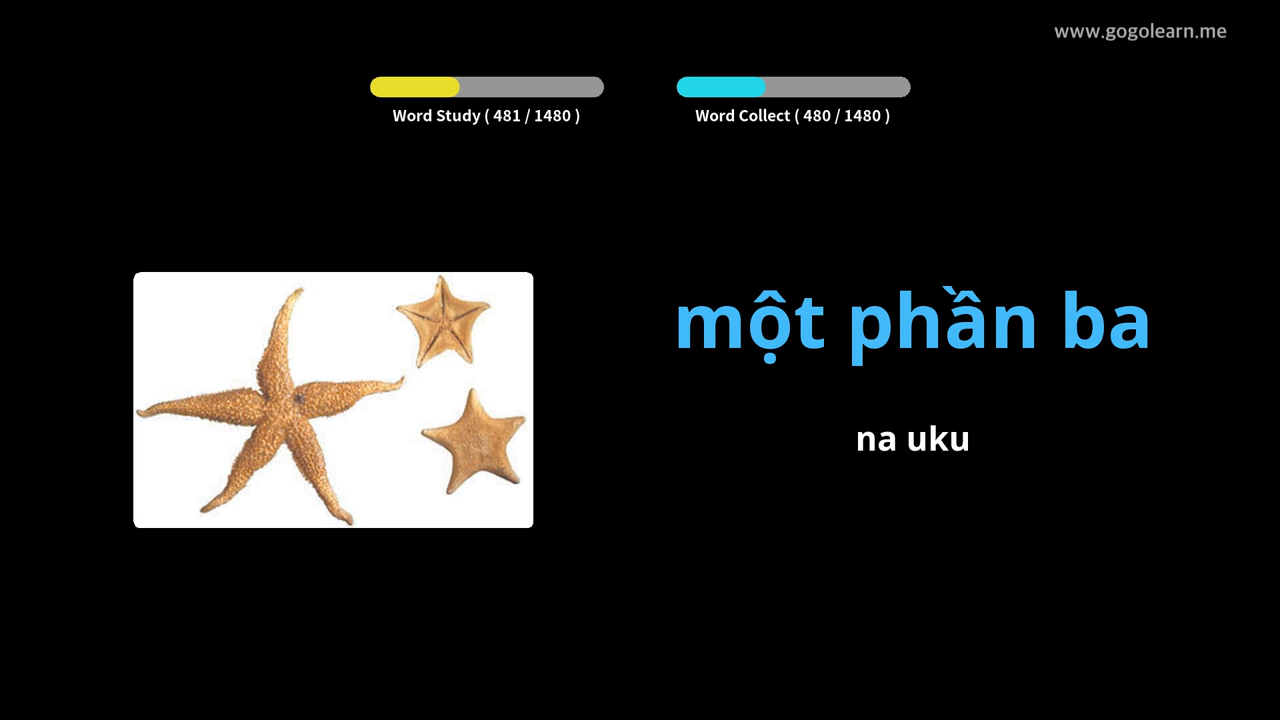 www.gogolearn.me
Word Study ( 481 / 1480 )
Word Collect ( 480 / 1480 )
một phần ba
na uku